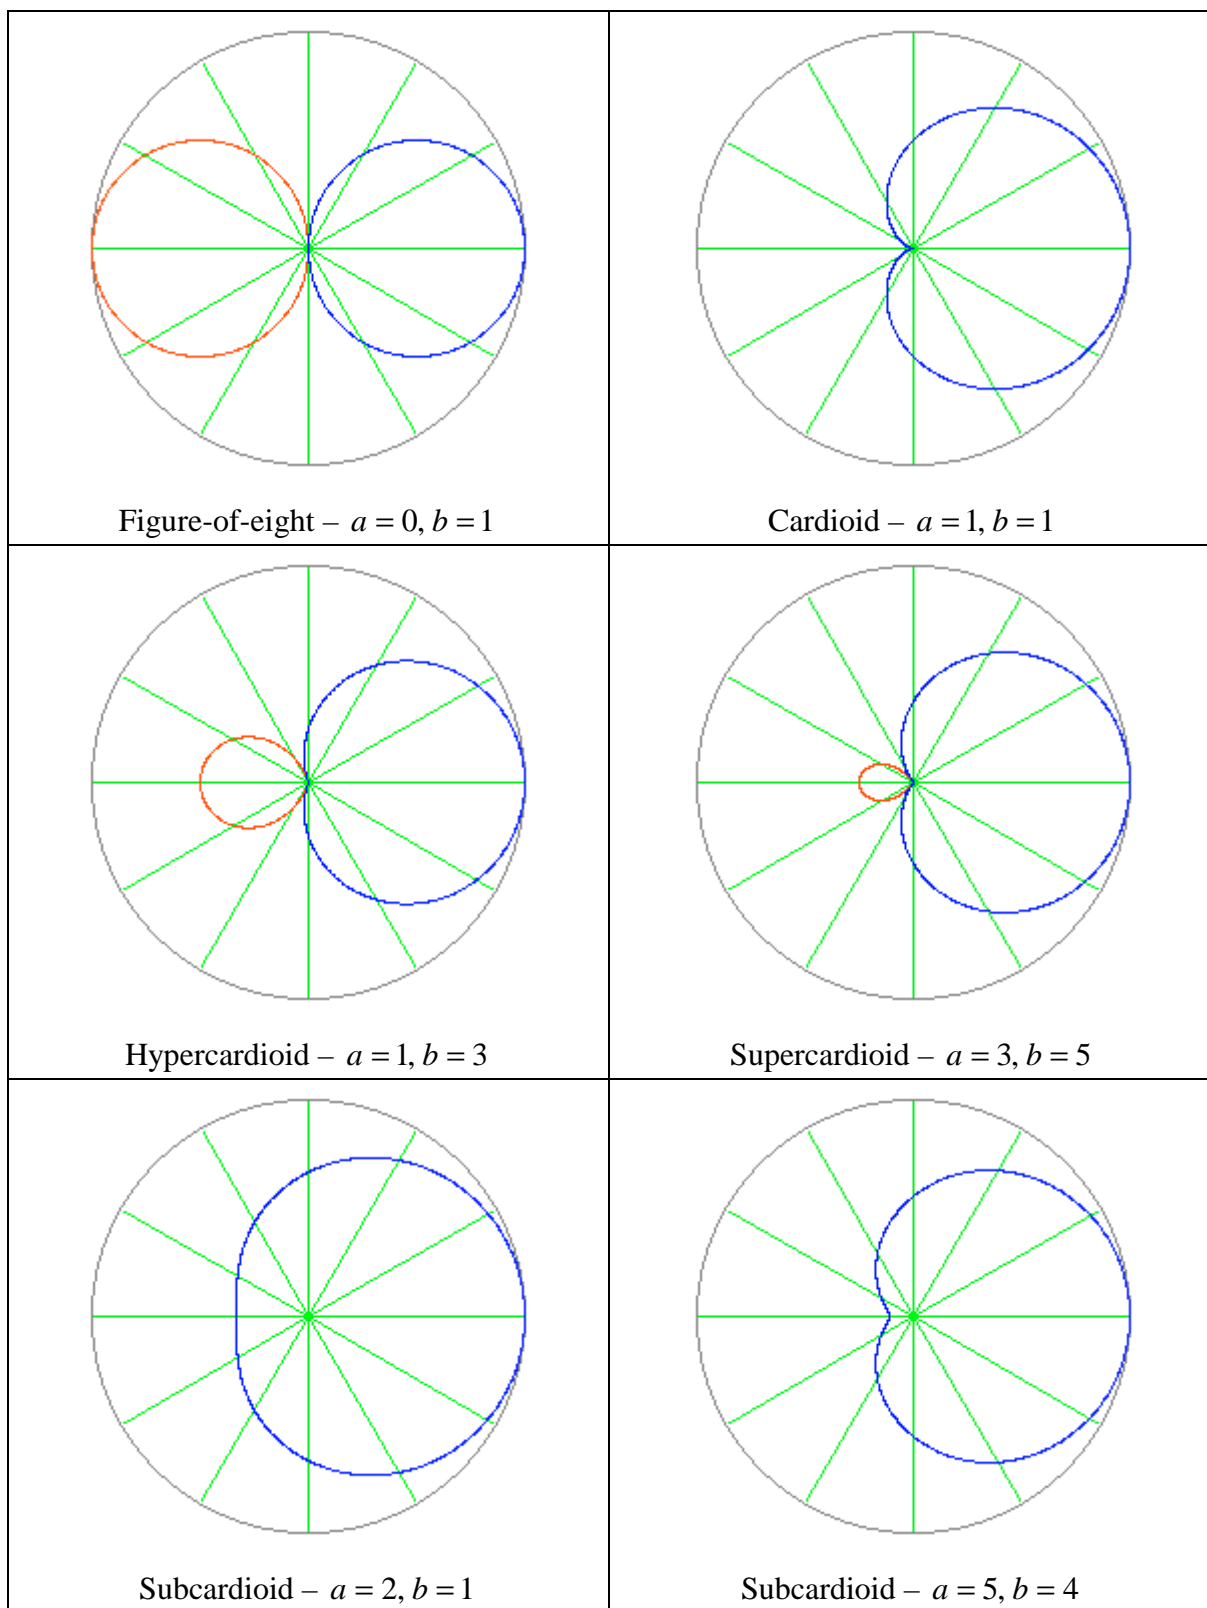 Figure-of-eight – a = 0, b = 1
Cardioid – a = 1, b = 1
Hypercardioid – a = 1, b = 3
Supercardioid – a = 3, b = 5
Subcardioid – a = 2, b = 1
Subcardioid – a = 5, b = 4